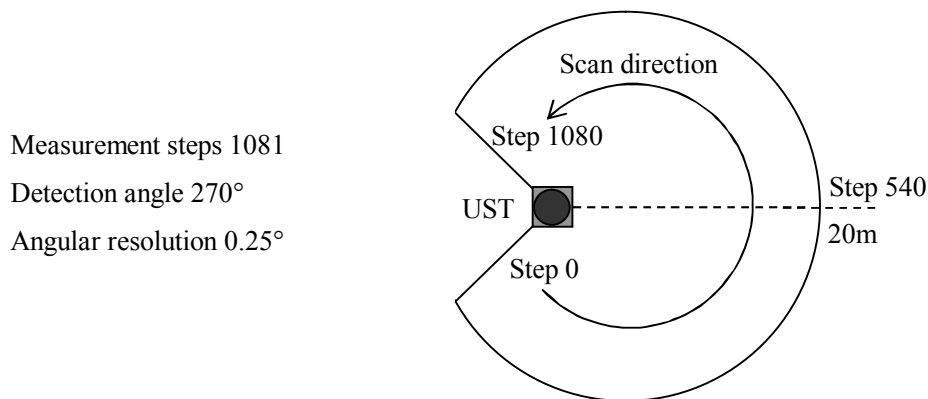 Measurement steps 1081
Detection angle 270°
Angular resolution 0.25°
Scan direction
Step 1080
UST
Step 540
20m
Step 0